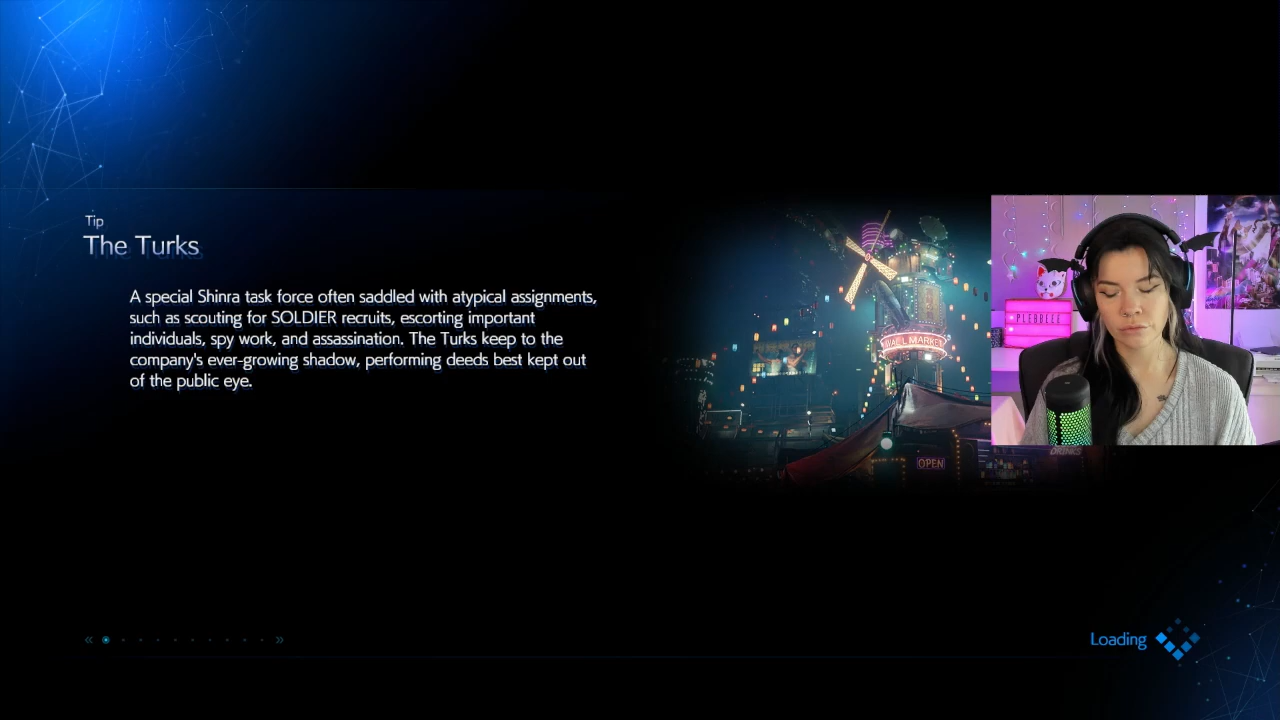 Tip
The Turks
A special Shinra task force often saddled with atypical assignments,
such as scouting for SOLDIER recruits, escorting important
individuals, spy work, and assassination. The Turks keep to the
company's ever-growing shadow, performing deeds best kept out
of the public eye.
MARKET
OPEN
DRINKS
Loading